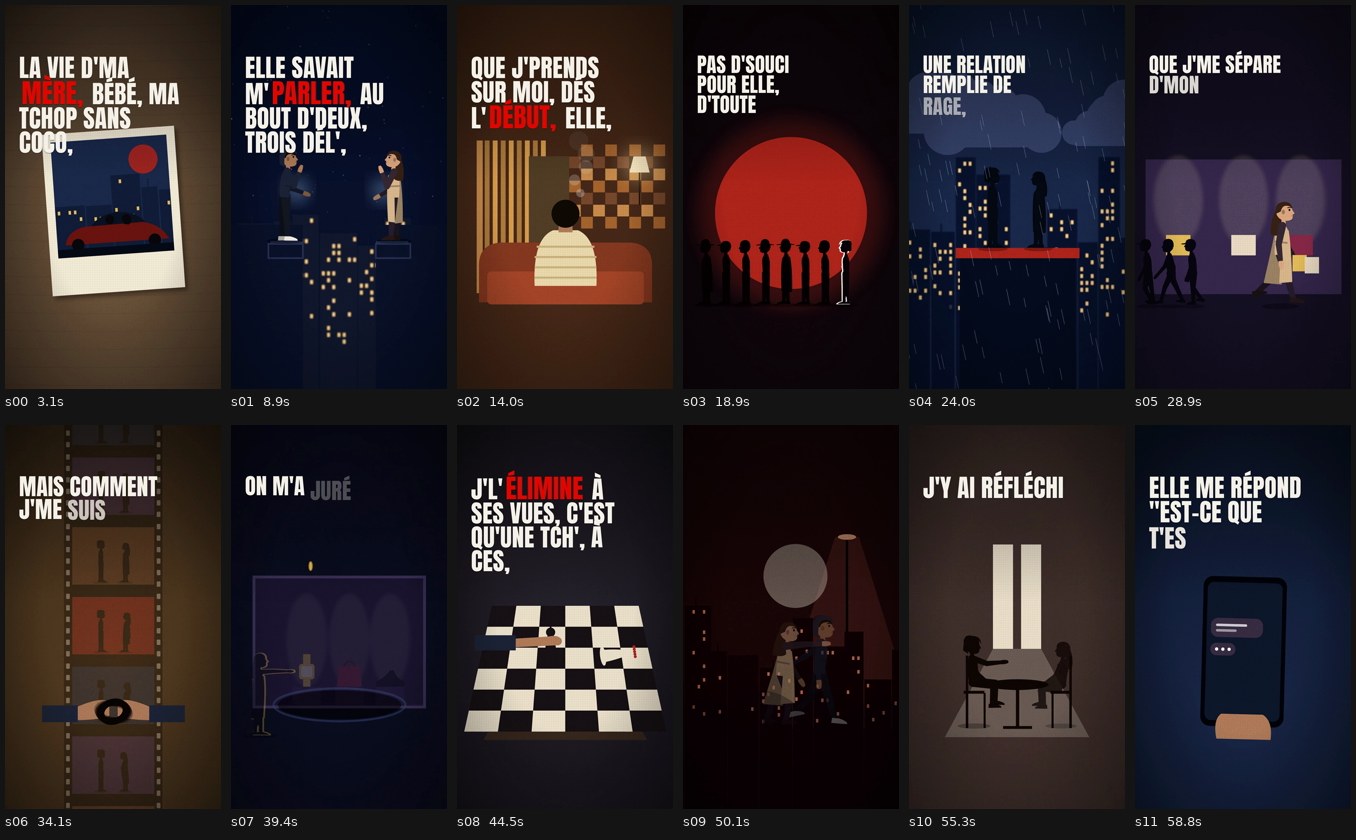 LA VIE D'MA
MÈRE, BÉBÉ, MA
TCHOP SANS
COCO,
s00 3.1s
ELLE SAVAIT
M'PARLER, AU
BOUT D'DEUX,
TROIS DÉL',
s01 8.9s
QUE J'PRENDS
SUR MOI, DÈS
L'DÉBUT, ELLE,
s02 14.0s
PAS D'SOUCI
POUR ELLE,
D'TOUTE
s03 18.9s
UNE RELATION
REMPLIE DE
RAGE,
s04 24.0s
QUE J'ME SÉPARE
D'MON
s05 28.9s
MAIS COMMENT
J'ME SUIS
s06 34.1s
ON M'A JURÉ
s07 39.4s
J'L'ÉLIMINE À
SES VUES, C'EST
QU'UNE TCH', À
CES,
s08 44.5s
s09 50.1s
J'Y AI RÉFLÉCHI
s10 55.3s
ELLE ME RÉPOND
"EST-CE QUE
T'ES
s11 58.8s